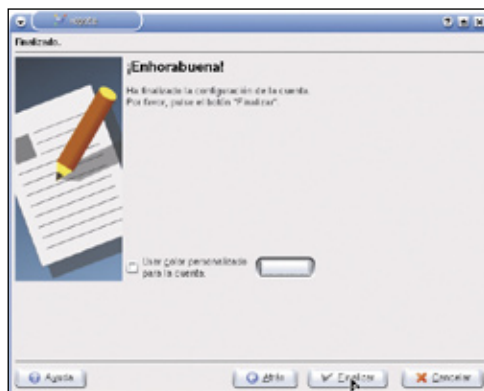 Finalizado.
¡Enhorabuena!
Ha finalizado la configuración de la cuenta.
Por favor, pulse el botón "Finalizar".
Usar color personalizado
para la cuenta.
Ayuda
Atrás
Finalizar
Cancelar